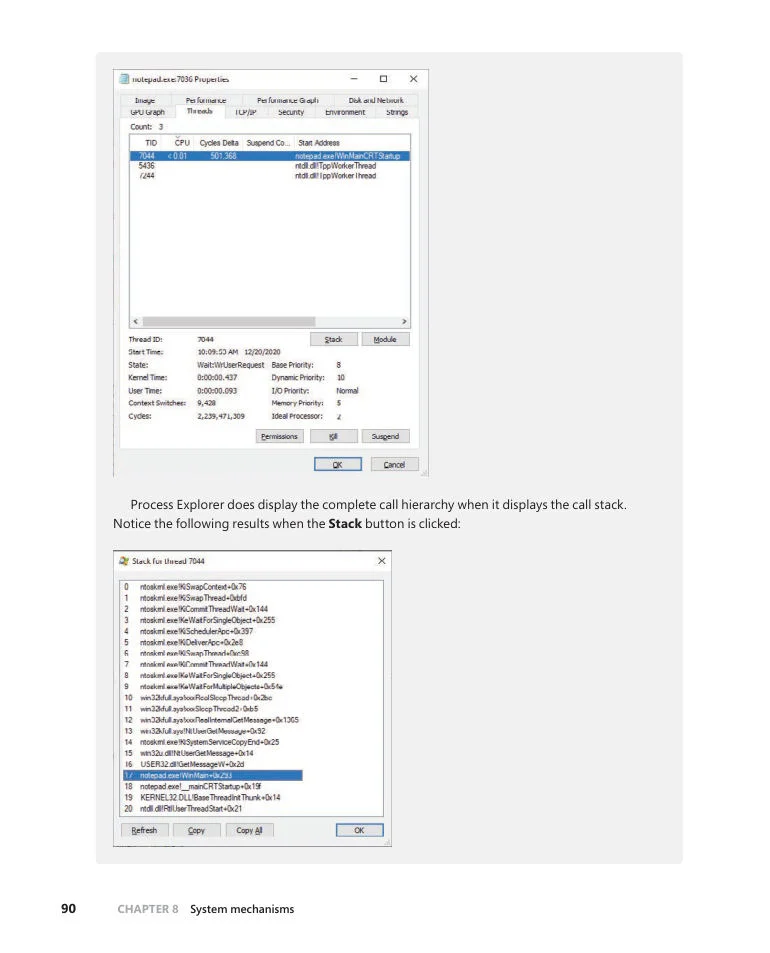 notepad.exe:7036 Properties
Image Performance Performance Graph Disk and Network
GPU Graph Threads TCP/IP Security Environment Strings
Count: 3
TID CPU Cycles Delta Suspend Co... Start Address
7044 < 0.01 501,368 notepad.exe!WinMainCRTStartup
5436 ntdll.dll!TppWorkerThread
7244 ntdll.dll!TppWorkerThread
Thread ID: 7044 Stack Module
Start Time: 10:09:53 AM 12/20/2020
State: Wait:WrUserRequest Base Priority: 8
Kernel Time: 0:00:00.437 Dynamic Priority: 10
User Time: 0:00:00.093 I/O Priority: Normal
Context Switches: 9,428 Memory Priority: 5
Cycles: 2,239,471,309 Ideal Processor: 2
Permissions Kill Suspend
OK Cancel
Process Explorer does display the complete call hierarchy when it displays the call stack.
Notice the following results when the Stack button is clicked:
Stack for thread 7044
0 ntoskrnl.exe!KiSwapContext+0x76
1 ntoskrnl.exe!KiSwapThread+0xbfd
2 ntoskrnl.exe!KiCommitThreadWait+0x144
3 ntoskrnl.exe!KeWaitForSingleObject+0x255
4 ntoskrnl.exe!KiSchedulerApc+0x397
5 ntoskrnl.exe!KiDeliverApc+0x2e8
6 ntoskrnl.exe!KiSwapThread+0xc98
7 ntoskrnl.exe!KiCommitThreadWait+0x144
8 ntoskrnl.exe!KeWaitForSingleObject+0x255
9 ntoskrnl.exe!KeWaitForMultipleObjects+0x54e
10 win32kfull.sys!xxxRealSleepThread+0x2bc
11 win32kfull.sys!xxxSleepThread2+0xb5
12 win32kfull.sys!xxxRealInternalGetMessage+0x1365
13 win32kfull.sys!NtUserGetMessage+0x92
14 ntoskrnl.exe!KiSystemServiceCopyEnd+0x25
15 win32u.dll!NtUserGetMessage+0x14
16 USER32.dll!GetMessageW+0x2d
17 notepad.exe!WinMain+0x293
18 notepad.exe!__mainCRTStartup+0x19f
19 KERNEL32.DLL!BaseThreadInitThunk+0x14
20 ntdll.dll!RtlUserThreadStart+0x21
Refresh Copy Copy All OK
90 CHAPTER 8 System mechanisms